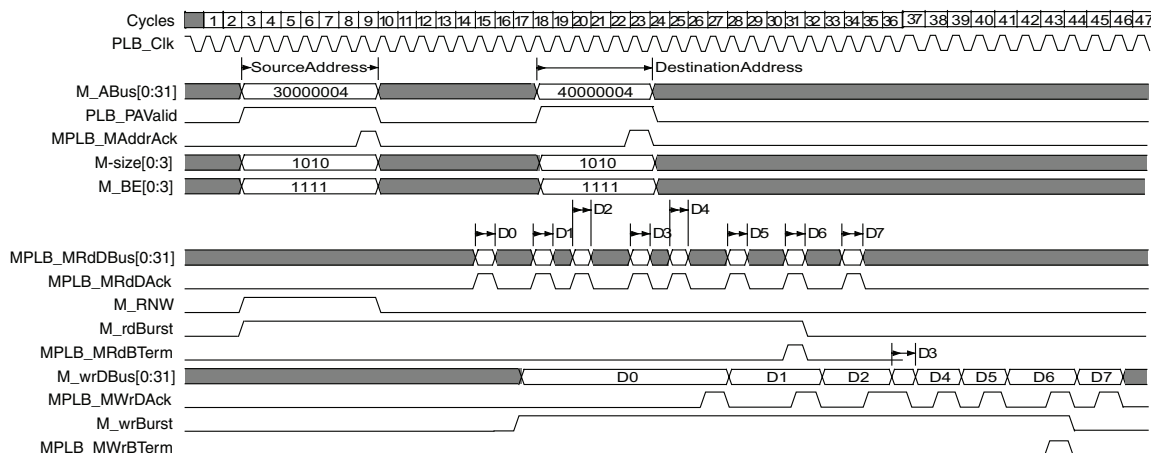 Cycles 1 2 3 4 5 6 7 8 9 10 11 12 13 14 15 16 17 18 19 20 21 22 23 24 25 26 27 28 29 30 31 32 33 34 35 36 37 38 39 40 41 42 43 44 45 46 47
PLB_Clk
SourceAddress DestinationAddress
M_ABus[0:31] 30000004 40000004
PLB_PAValid
MPLB_MAddrAck
M-size[0:3] 1010 1010
M_BE[0:3] 1111 1111
D2 D4
D0 D1 D3 D5 D6 D7
MPLB_MRdDBus[0:31]
MPLB_MRdDAck
M_RNW
M_rdBurst
MPLB_MRdBTerm D3
M_wrDBus[0:31] D0 D1 D2 D4 D5 D6 D7
MPLB_MWrDAck
M_wrBurst
MPLB_MWrBTerm